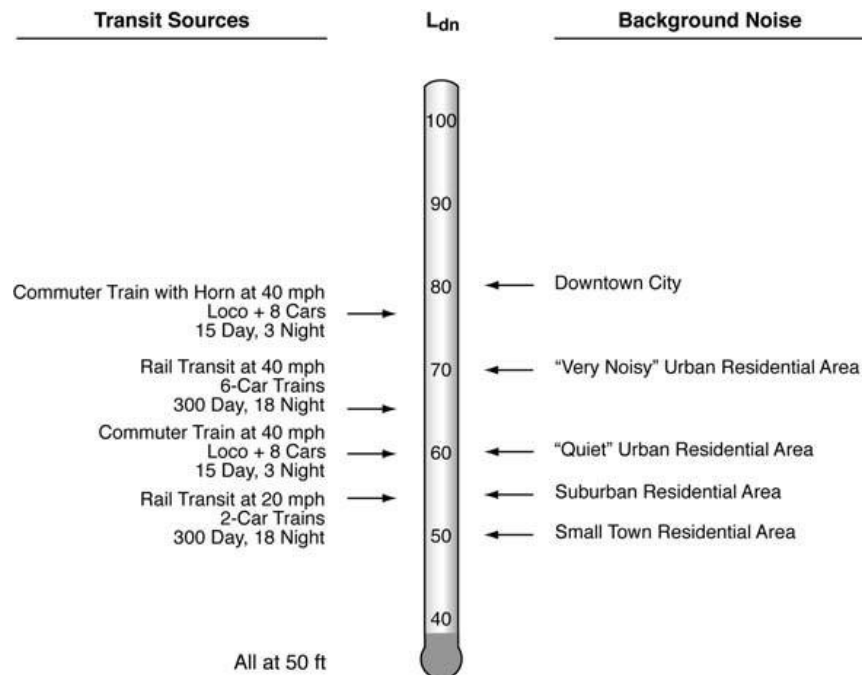 Transit Sources
L<sub>dn</sub>
Background Noise
100
90
80
70
60
50
40
Commuter Train with Horn at 40 mph
Loco + 8 Cars
15 Day, 3 Night
Rail Transit at 40 mph
6-Car Trains
300 Day, 18 Night
Commuter Train at 40 mph
Loco + 8 Cars
15 Day, 3 Night
Rail Transit at 20 mph
2-Car Trains
300 Day, 18 Night
All at 50 ft
Downtown City
“Very Noisy” Urban Residential Area
“Quiet” Urban Residential Area
Suburban Residential Area
Small Town Residential Area